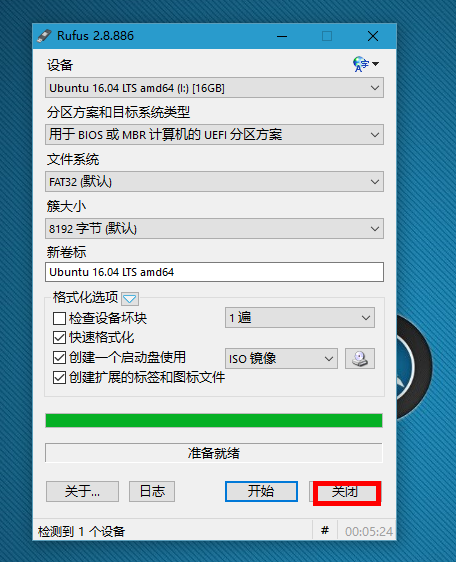 Rufus 2.8.886
设备
Ubuntu 16.04 LTS amd64 (I:) [16GB]
分区方案和目标系统类型
用于 BIOS 或 MBR 计算机的 UEFI 分区方案
文件系统
FAT32 (默认)
簇大小
8192 字节 (默认)
新卷标
Ubuntu 16.04 LTS amd64
格式化选项
检查设备坏块 1 遍
快速格式化
创建一个启动盘使用 ISO 镜像
创建扩展的标签和图标文件
准备就绪
关于... 日志 开始 关闭
检测到 1 个设备 # 00:05:24